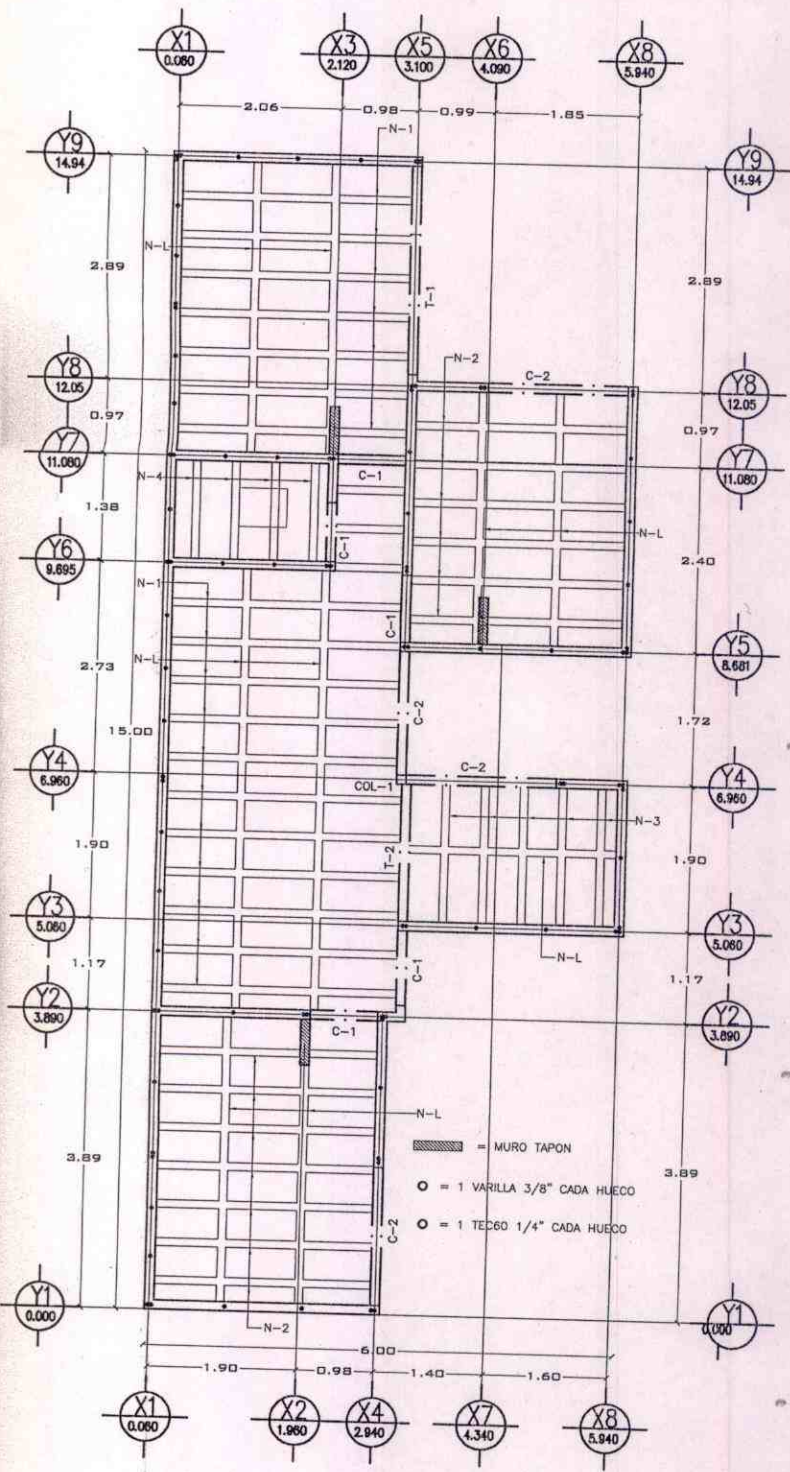 X1 X3 X5 X6 X8
0.060 2.120 3.100 4.090 5.940
2.06 0.98 0.99 1.85
Y9
14.94
N-1
Y9
14.94
N-L
2.89
2.89
T-1
N-2
C-2
Y8
12.05
Y8
12.05
0.97
0.97
Y7
11.080
Y7
11.080
C-1
N-4
1.38
N-L
C-1
Y6
9.695
2.40
N-1
C-1
N-L
Y5
8.681
2.73
C-2
1.72
15.00
Y4
6.960
C-2
COL-1
Y4
6.960
N-3
T-2
1.90
1.90
Y3
5.060
Y3
5.060
N-L
1.17
C-1
1.17
Y2
3.890
C-1
Y2
3.890
N-L
= MURO TAPON
3.89
3.89
= 1 VARILLA 3/8" CADA HUECO
= 1 TEC60 1/4" CADA HUECO
C-2
Y1
0.000
Y1
0.000
N-2
6.00
1.90 0.98 1.40 1.60
X1 X2 X4 X7 X8
0.060 1.960 2.940 4.340 5.940